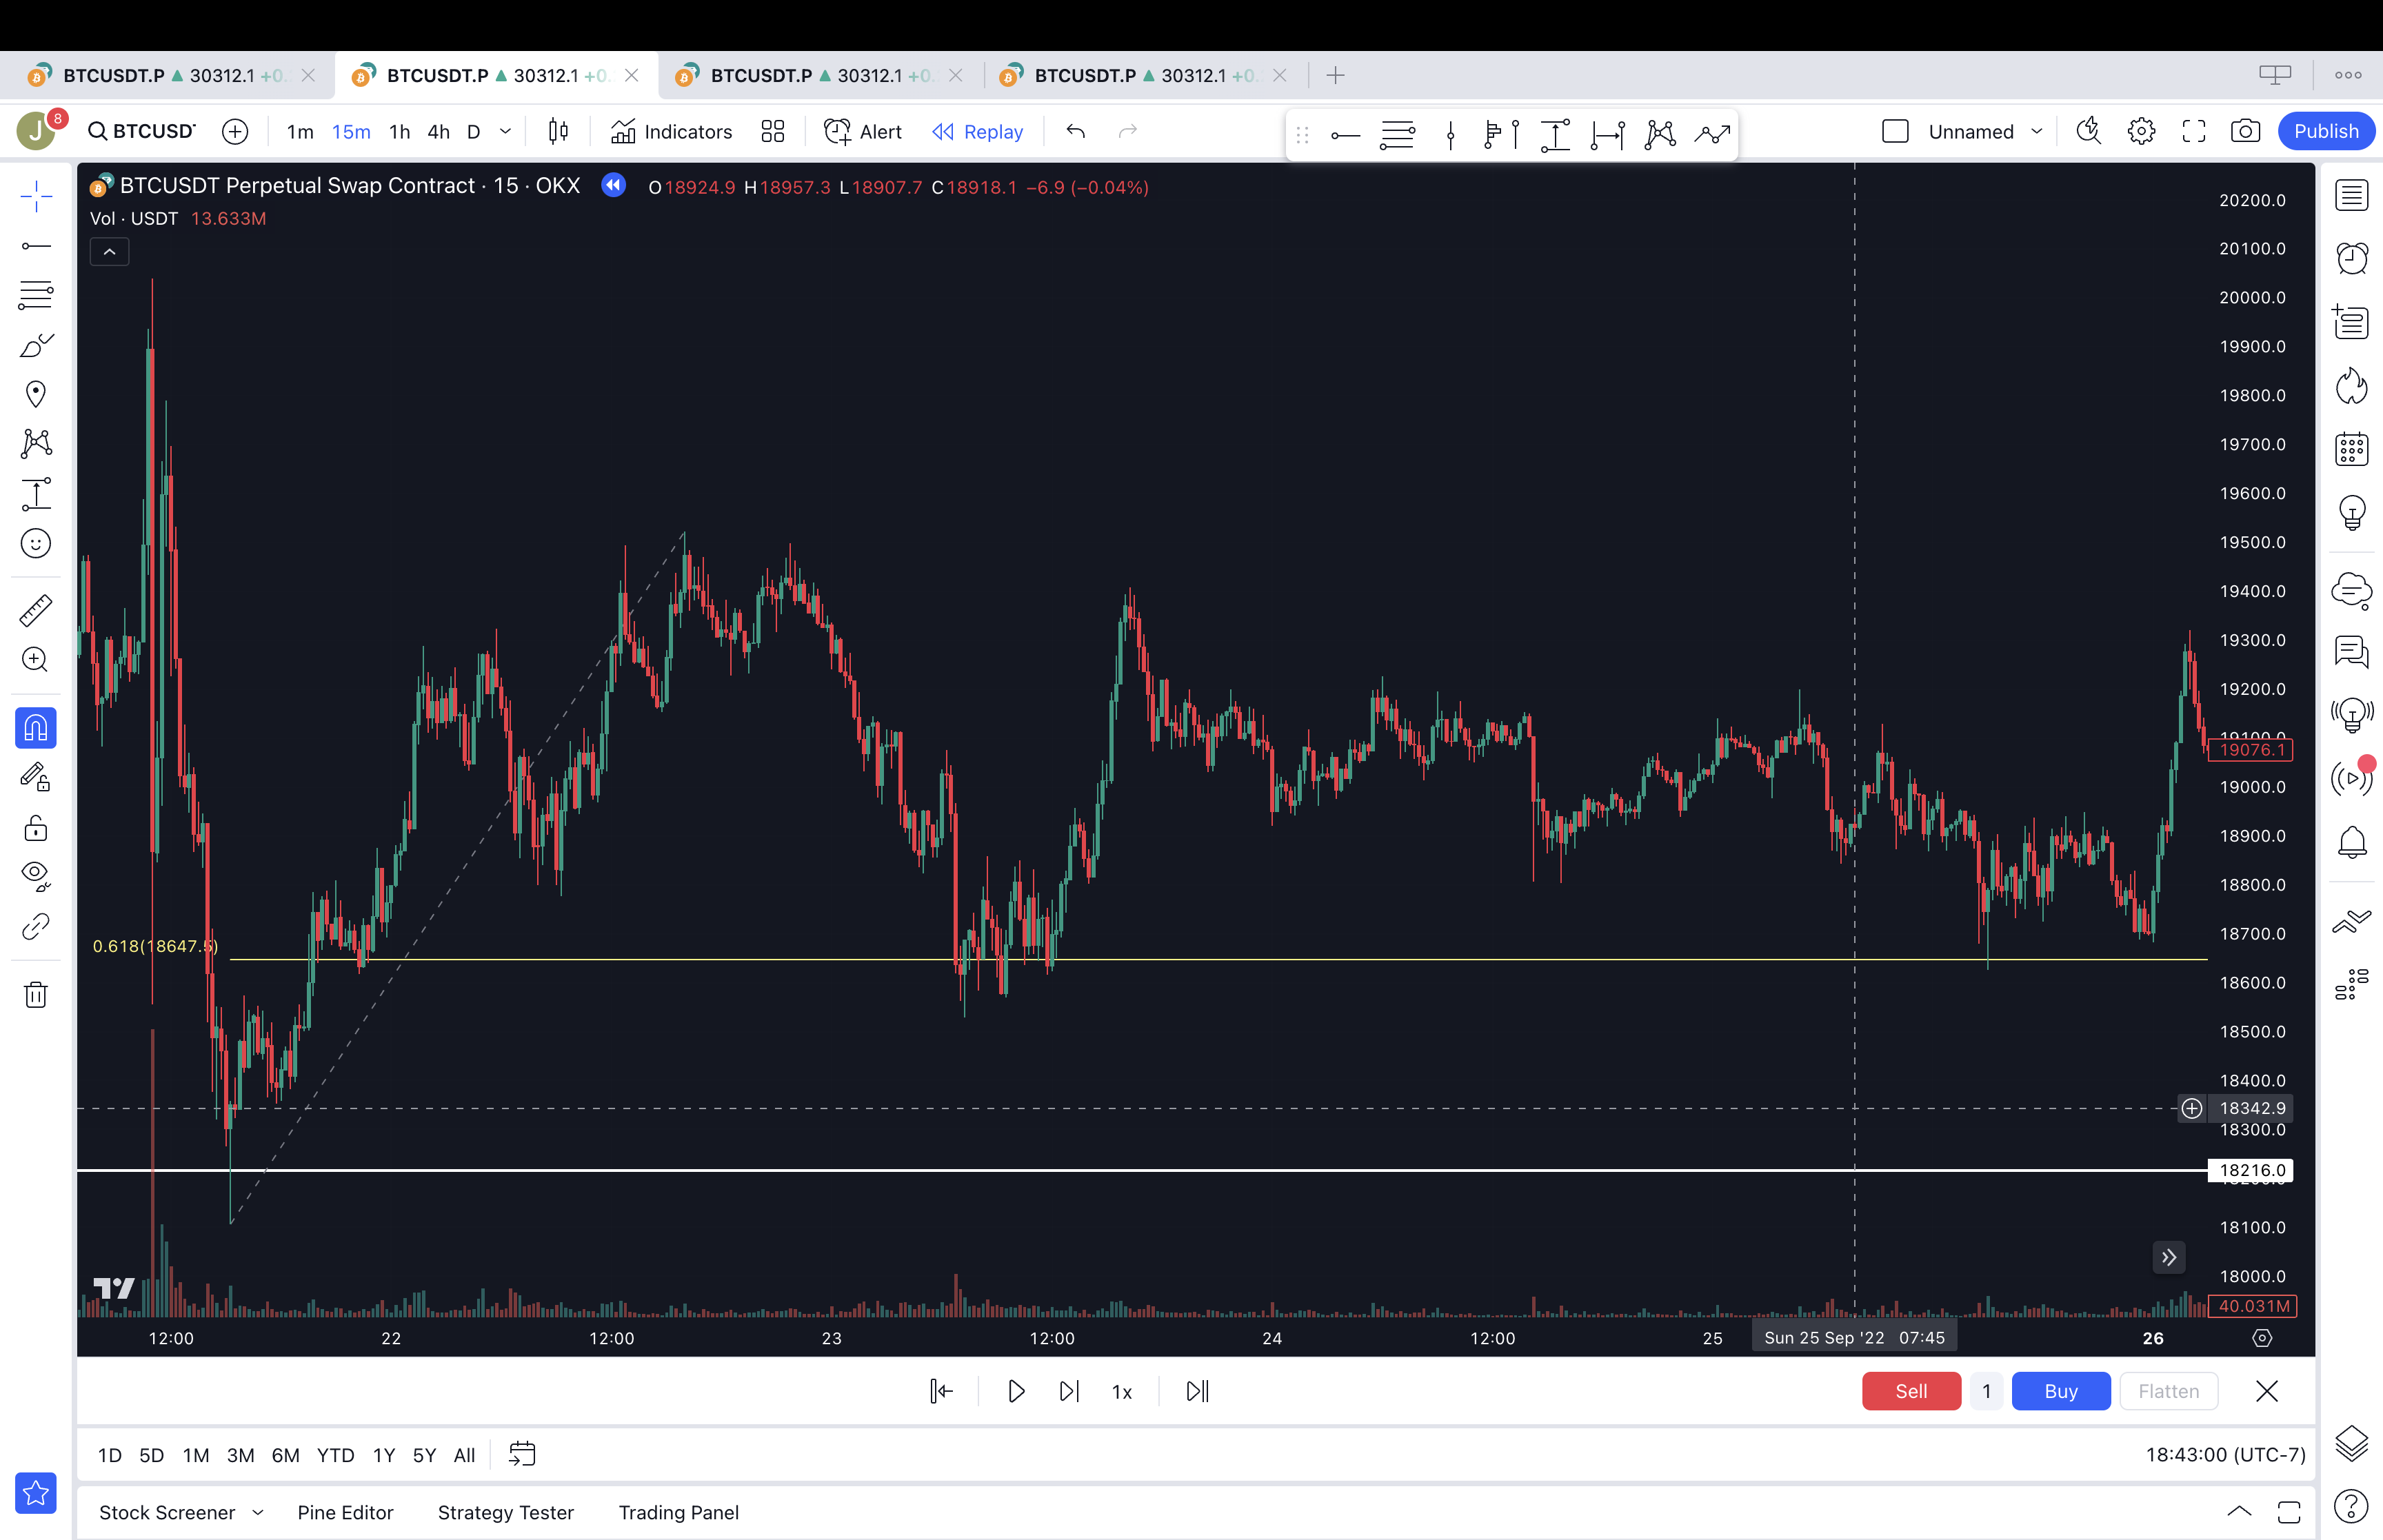 BTCUSDT.P 30312.1 +0. BTCUSDT.P 30312.1 +0. BTCUSDT.P 30312.1 +0. BTCUSDT.P 30312.1 +0.
J 8 BTCUSD 1m 15m 1h 4h D Indicators Alert Replay Unnamed Publish
BTCUSDT Perpetual Swap Contract · 15 · OKX O18924.9 H18957.3 L18907.7 C18918.1 −6.9 (−0.04%)
Vol · USDT 13.633M
20200.0
20100.0
20000.0
19900.0
19800.0
19700.0
19600.0
19500.0
19400.0
19300.0
19200.0
19100.0
19076.1
19000.0
18900.0
18800.0
18700.0
0.618(18647.5)
18600.0
18500.0
18400.0
18342.9
18300.0
18216.0
18100.0
18000.0
40.031M
12:00 22 12:00 23 12:00 24 12:00 25 Sun 25 Sep '22 07:45 26
1x Sell 1 Buy Flatten
1D 5D 1M 3M 6M YTD 1Y 5Y All 18:43:00 (UTC-7)
Stock Screener Pine Editor Strategy Tester Trading Panel